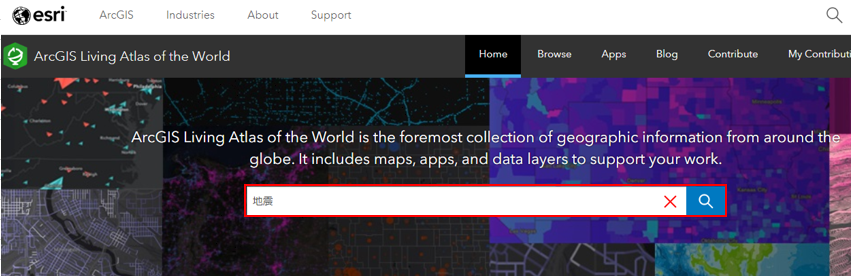 esri
ArcGIS Industries About Support
ArcGIS Living Atlas of the World
Home Browse Apps Blog Contribute My Contributi
ArcGIS Living Atlas of the World is the foremost collection of geographic information from around the
globe. It includes maps, apps, and data layers to support your work.
地震